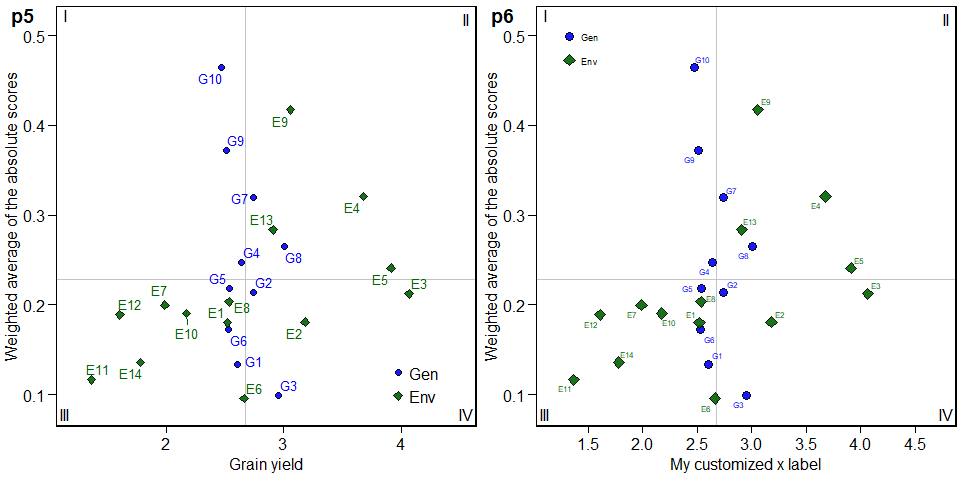 p5
I
II
0.5
0.4
0.3
0.2
0.1
Weighted average of the absolute scores
G10
E9
G9
G7
E4
E13
G4
G8
G5
G2
E5
E3
E7
E12
E1
E8
E10
G6
E2
E11
E14
G1
E6
G3
Gen
Env
III
IV
2
3
4
Grain yield
p6
I
II
Gen
Env
0.5
0.4
0.3
0.2
0.1
Weighted average of the absolute scores
G10
E9
G9
G7
E4
E13
G8
G4
E5
G5
G2
E3
E8
E12
E7
E10
E1
E2
G6
E14
G1
E11
E6
G3
III
IV
1.5
2.0
2.5
3.0
3.5
4.0
4.5
My customized x label